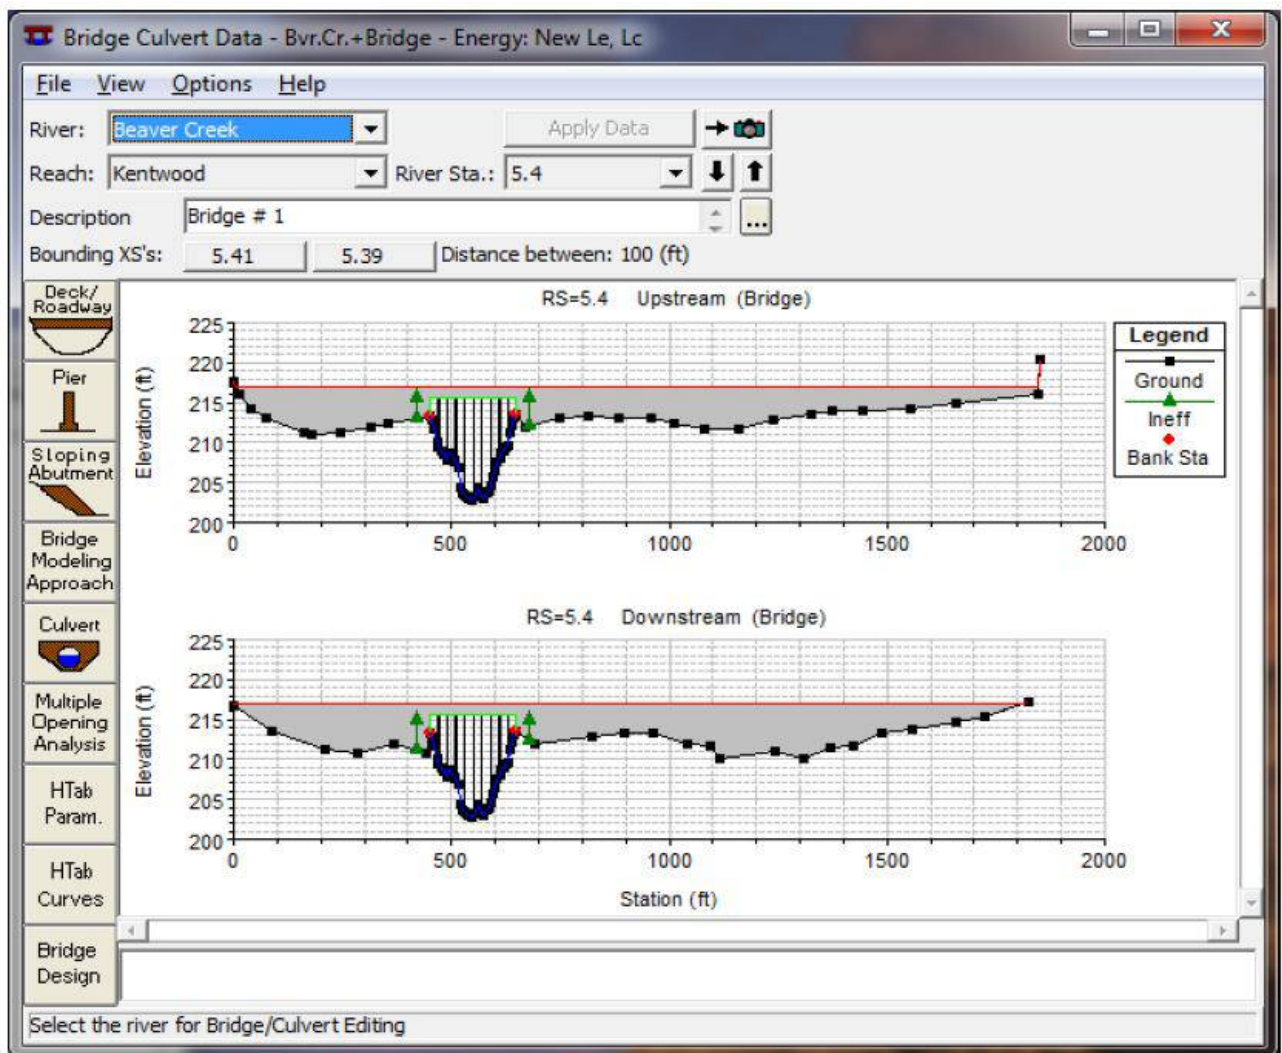 Bridge Culvert Data - Bvr.Cr.+Bridge - Energy: New Le, Lc
File View Options Help
River: Beaver Creek Apply Data
Reach: Kentwood River Sta.: 5.4
Description Bridge # 1 ...
Bounding XS's: 5.41 5.39 Distance between: 100 (ft)
Deck/
Roadway
Pier
Sloping
Abutment
Bridge
Modeling
Approach
Culvert
Multiple
Opening
Analysis
HTab
Param.
HTab
Curves
Bridge
Design
RS=5.4 Upstream (Bridge)
Elevation (ft)
225
220
215
210
205
200
0 500 1000 1500 2000
Legend
Ground
Ineff
Bank Sta
RS=5.4 Downstream (Bridge)
Elevation (ft)
225
220
215
210
205
200
0 500 1000 1500 2000
Station (ft)
Select the river for Bridge/Culvert Editing